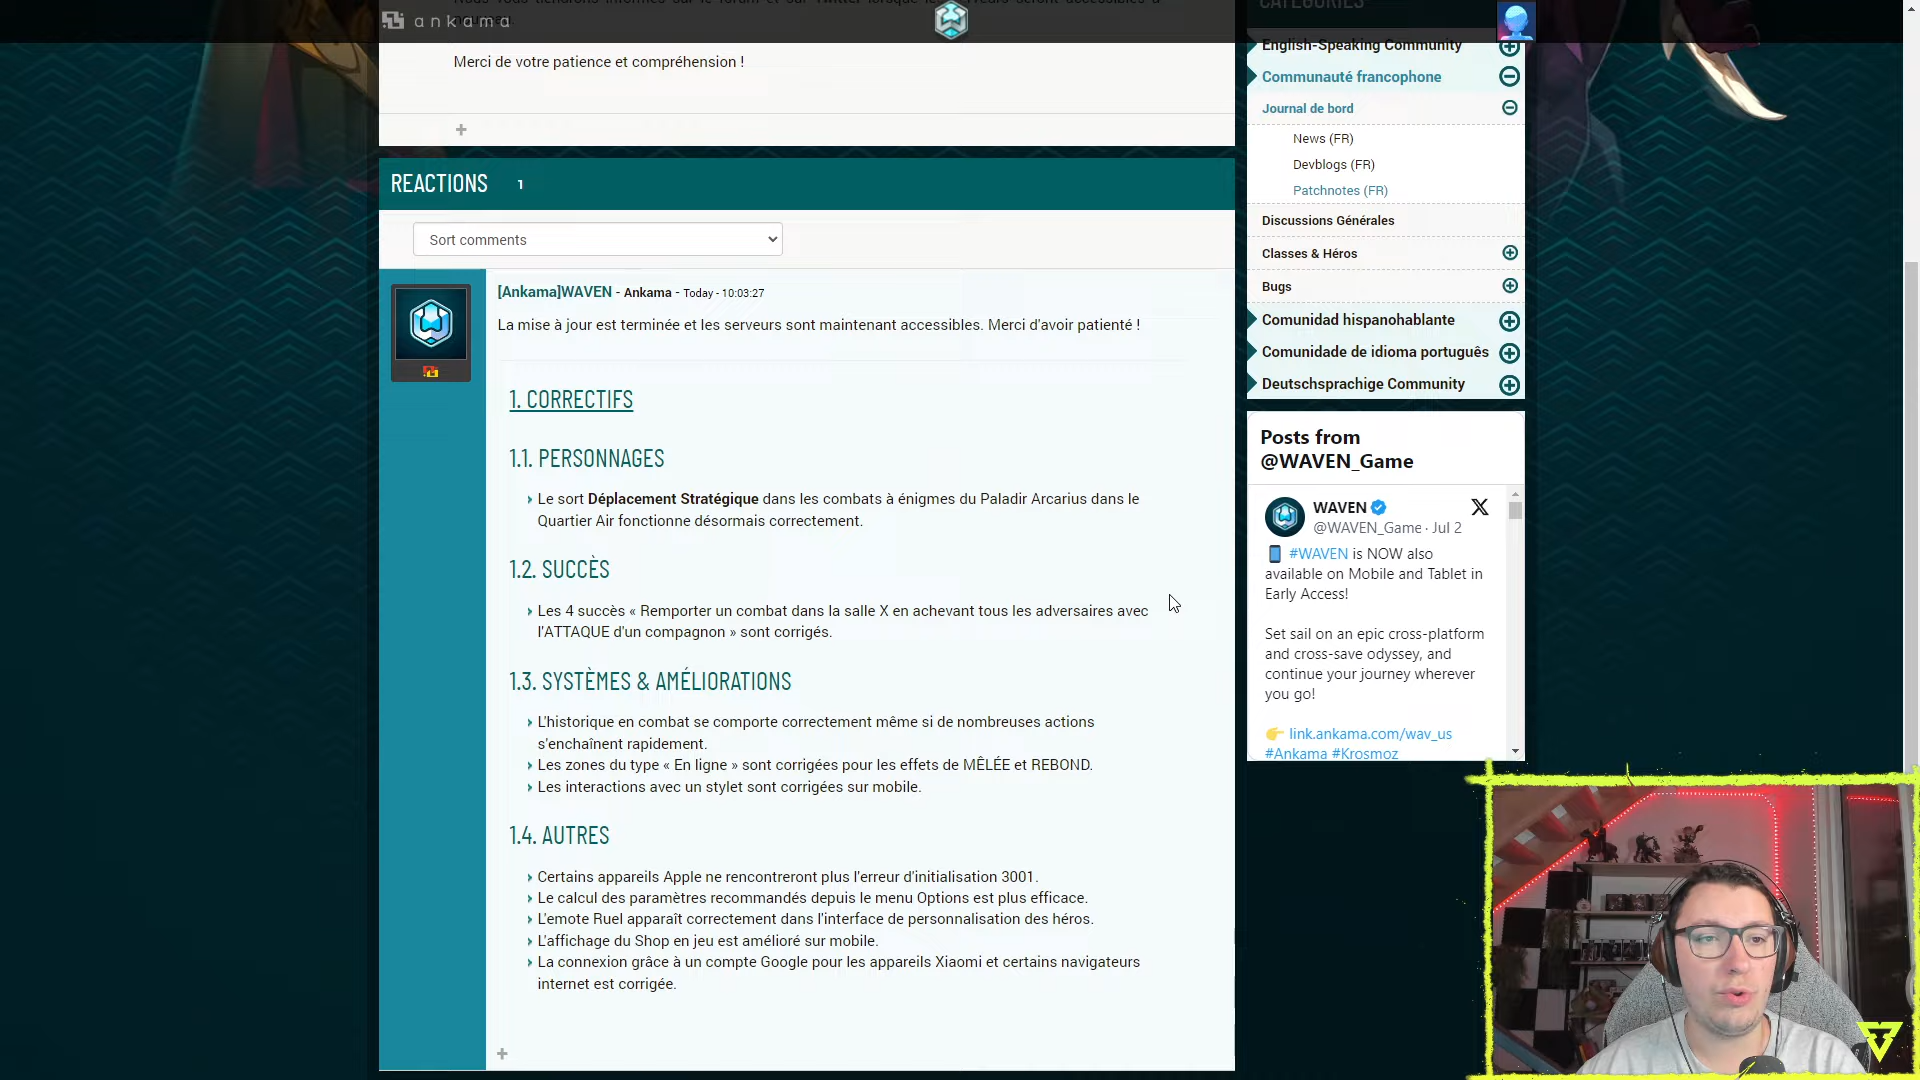 ankama
Merci de votre patience et compréhension !
REACTIONS 1
Sort comments
[Ankama]WAVEN - Ankama - Today - 10:03:27
La mise à jour est terminée et les serveurs sont maintenant accessibles. Merci d'avoir patienté !
1. CORRECTIFS
1.1. PERSONNAGES
Le sort Déplacement Stratégique dans les combats à énigmes du Paladir Arcarius dans le
Quartier Air fonctionne désormais correctement.
1.2. SUCCÈS
Les 4 succès « Remporter un combat dans la salle X en achevant tous les adversaires avec
l'ATTAQUE d'un compagnon » sont corrigés.
1.3. SYSTÈMES & AMÉLIORATIONS
L'historique en combat se comporte correctement même si de nombreuses actions
s'enchaînent rapidement.
Les zones du type « En ligne » sont corrigées pour les effets de MÊLÉE et REBOND.
Les interactions avec un stylet sont corrigées sur mobile.
1.4. AUTRES
Certains appareils Apple ne rencontreront plus l'erreur d'initialisation 3001.
Le calcul des paramètres recommandés depuis le menu Options est plus efficace.
L'emote Ruel apparaît correctement dans l'interface de personnalisation des héros.
L'affichage du Shop en jeu est amélioré sur mobile.
La connexion grâce à un compte Google pour les appareils Xiaomi et certains navigateurs
internet est corrigée.
CATÉGORIES
English-Speaking Community
Communauté francophone
Journal de bord
News (FR)
Devblogs (FR)
Patchnotes (FR)
Discussions Générales
Classes & Héros
Bugs
Comunidad hispanohablante
Comunidade de idioma português
Deutschsprachige Community
Posts from
@WAVEN_Game
WAVEN
@WAVEN_Game · Jul 2
#WAVEN is NOW also
available on Mobile and Tablet in
Early Access!
Set sail on an epic cross-platform
and cross-save odyssey, and
continue your journey wherever
you go!
link.ankama.com/wav_us
#Ankama #Krosmoz